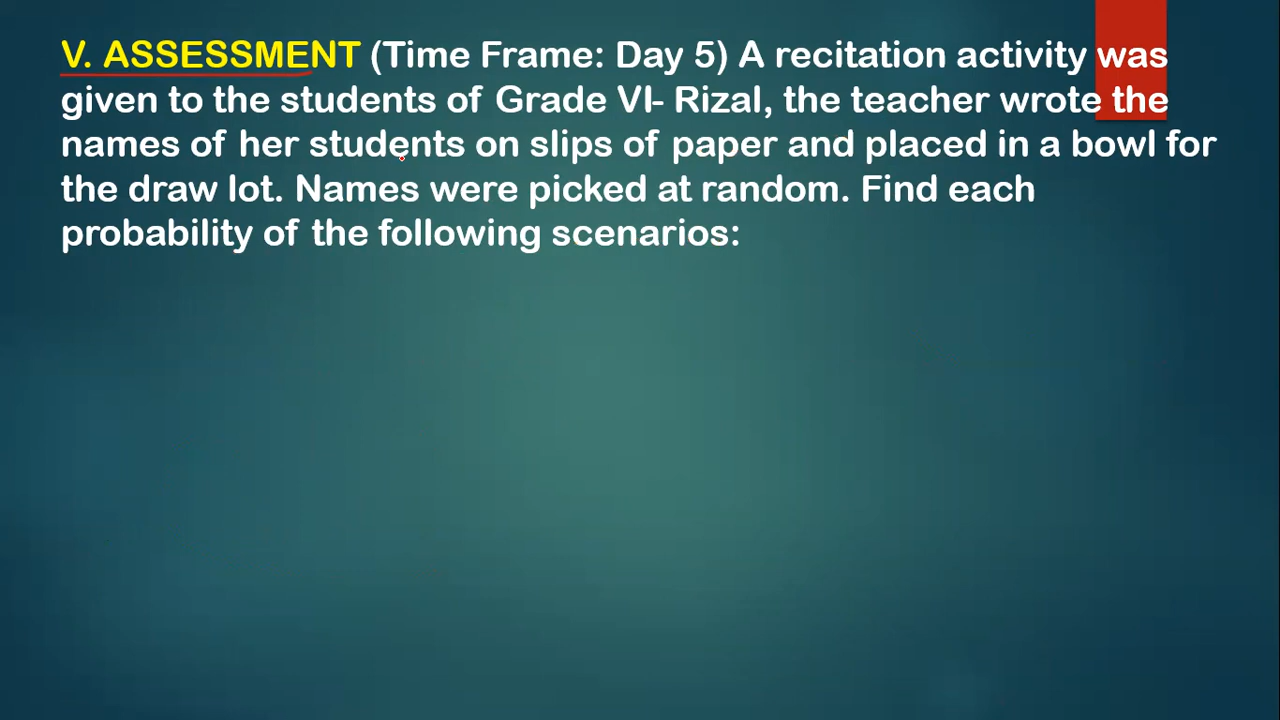 V. ASSESSMENT (Time Frame: Day 5) A recitation activity was
given to the students of Grade VI- Rizal, the teacher wrote the
names of her students on slips of paper and placed in a bowl for
the draw lot. Names were picked at random. Find each
probability of the following scenarios: